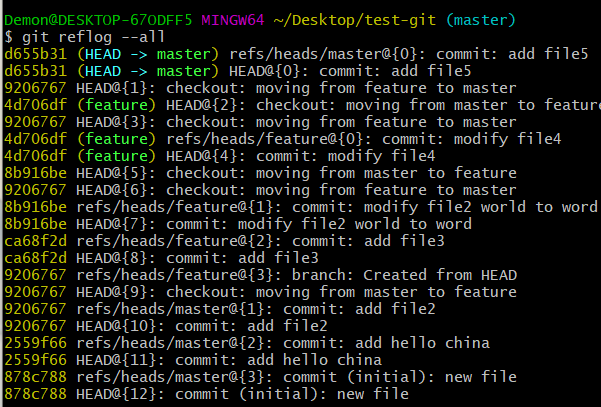 Demon@DESKTOP-67ODFF5 MINGW64 ~/Desktop/test-git (master)
$ git reflog --all
d655b31 (HEAD -> master) refs/heads/master@{0}: commit: add file5
d655b31 (HEAD -> master) HEAD@{0}: commit: add file5
9206767 HEAD@{1}: checkout: moving from feature to master
4d706df (feature) HEAD@{2}: checkout: moving from master to feature
9206767 HEAD@{3}: checkout: moving from feature to master
4d706df (feature) refs/heads/feature@{0}: commit: modify file4
4d706df (feature) HEAD@{4}: commit: modify file4
8b916be HEAD@{5}: checkout: moving from master to feature
9206767 HEAD@{6}: checkout: moving from feature to master
8b916be refs/heads/feature@{1}: commit: modify file2 world to word
8b916be HEAD@{7}: commit: modify file2 world to word
ca68f2d refs/heads/feature@{2}: commit: add file3
ca68f2d HEAD@{8}: commit: add file3
9206767 refs/heads/feature@{3}: branch: Created from HEAD
9206767 HEAD@{9}: checkout: moving from master to feature
9206767 refs/heads/master@{1}: commit: add file2
9206767 HEAD@{10}: commit: add file2
2559f66 refs/heads/master@{2}: commit: add hello china
2559f66 HEAD@{11}: commit: add hello china
878c788 refs/heads/master@{3}: commit (initial): new file
878c788 HEAD@{12}: commit (initial): new file